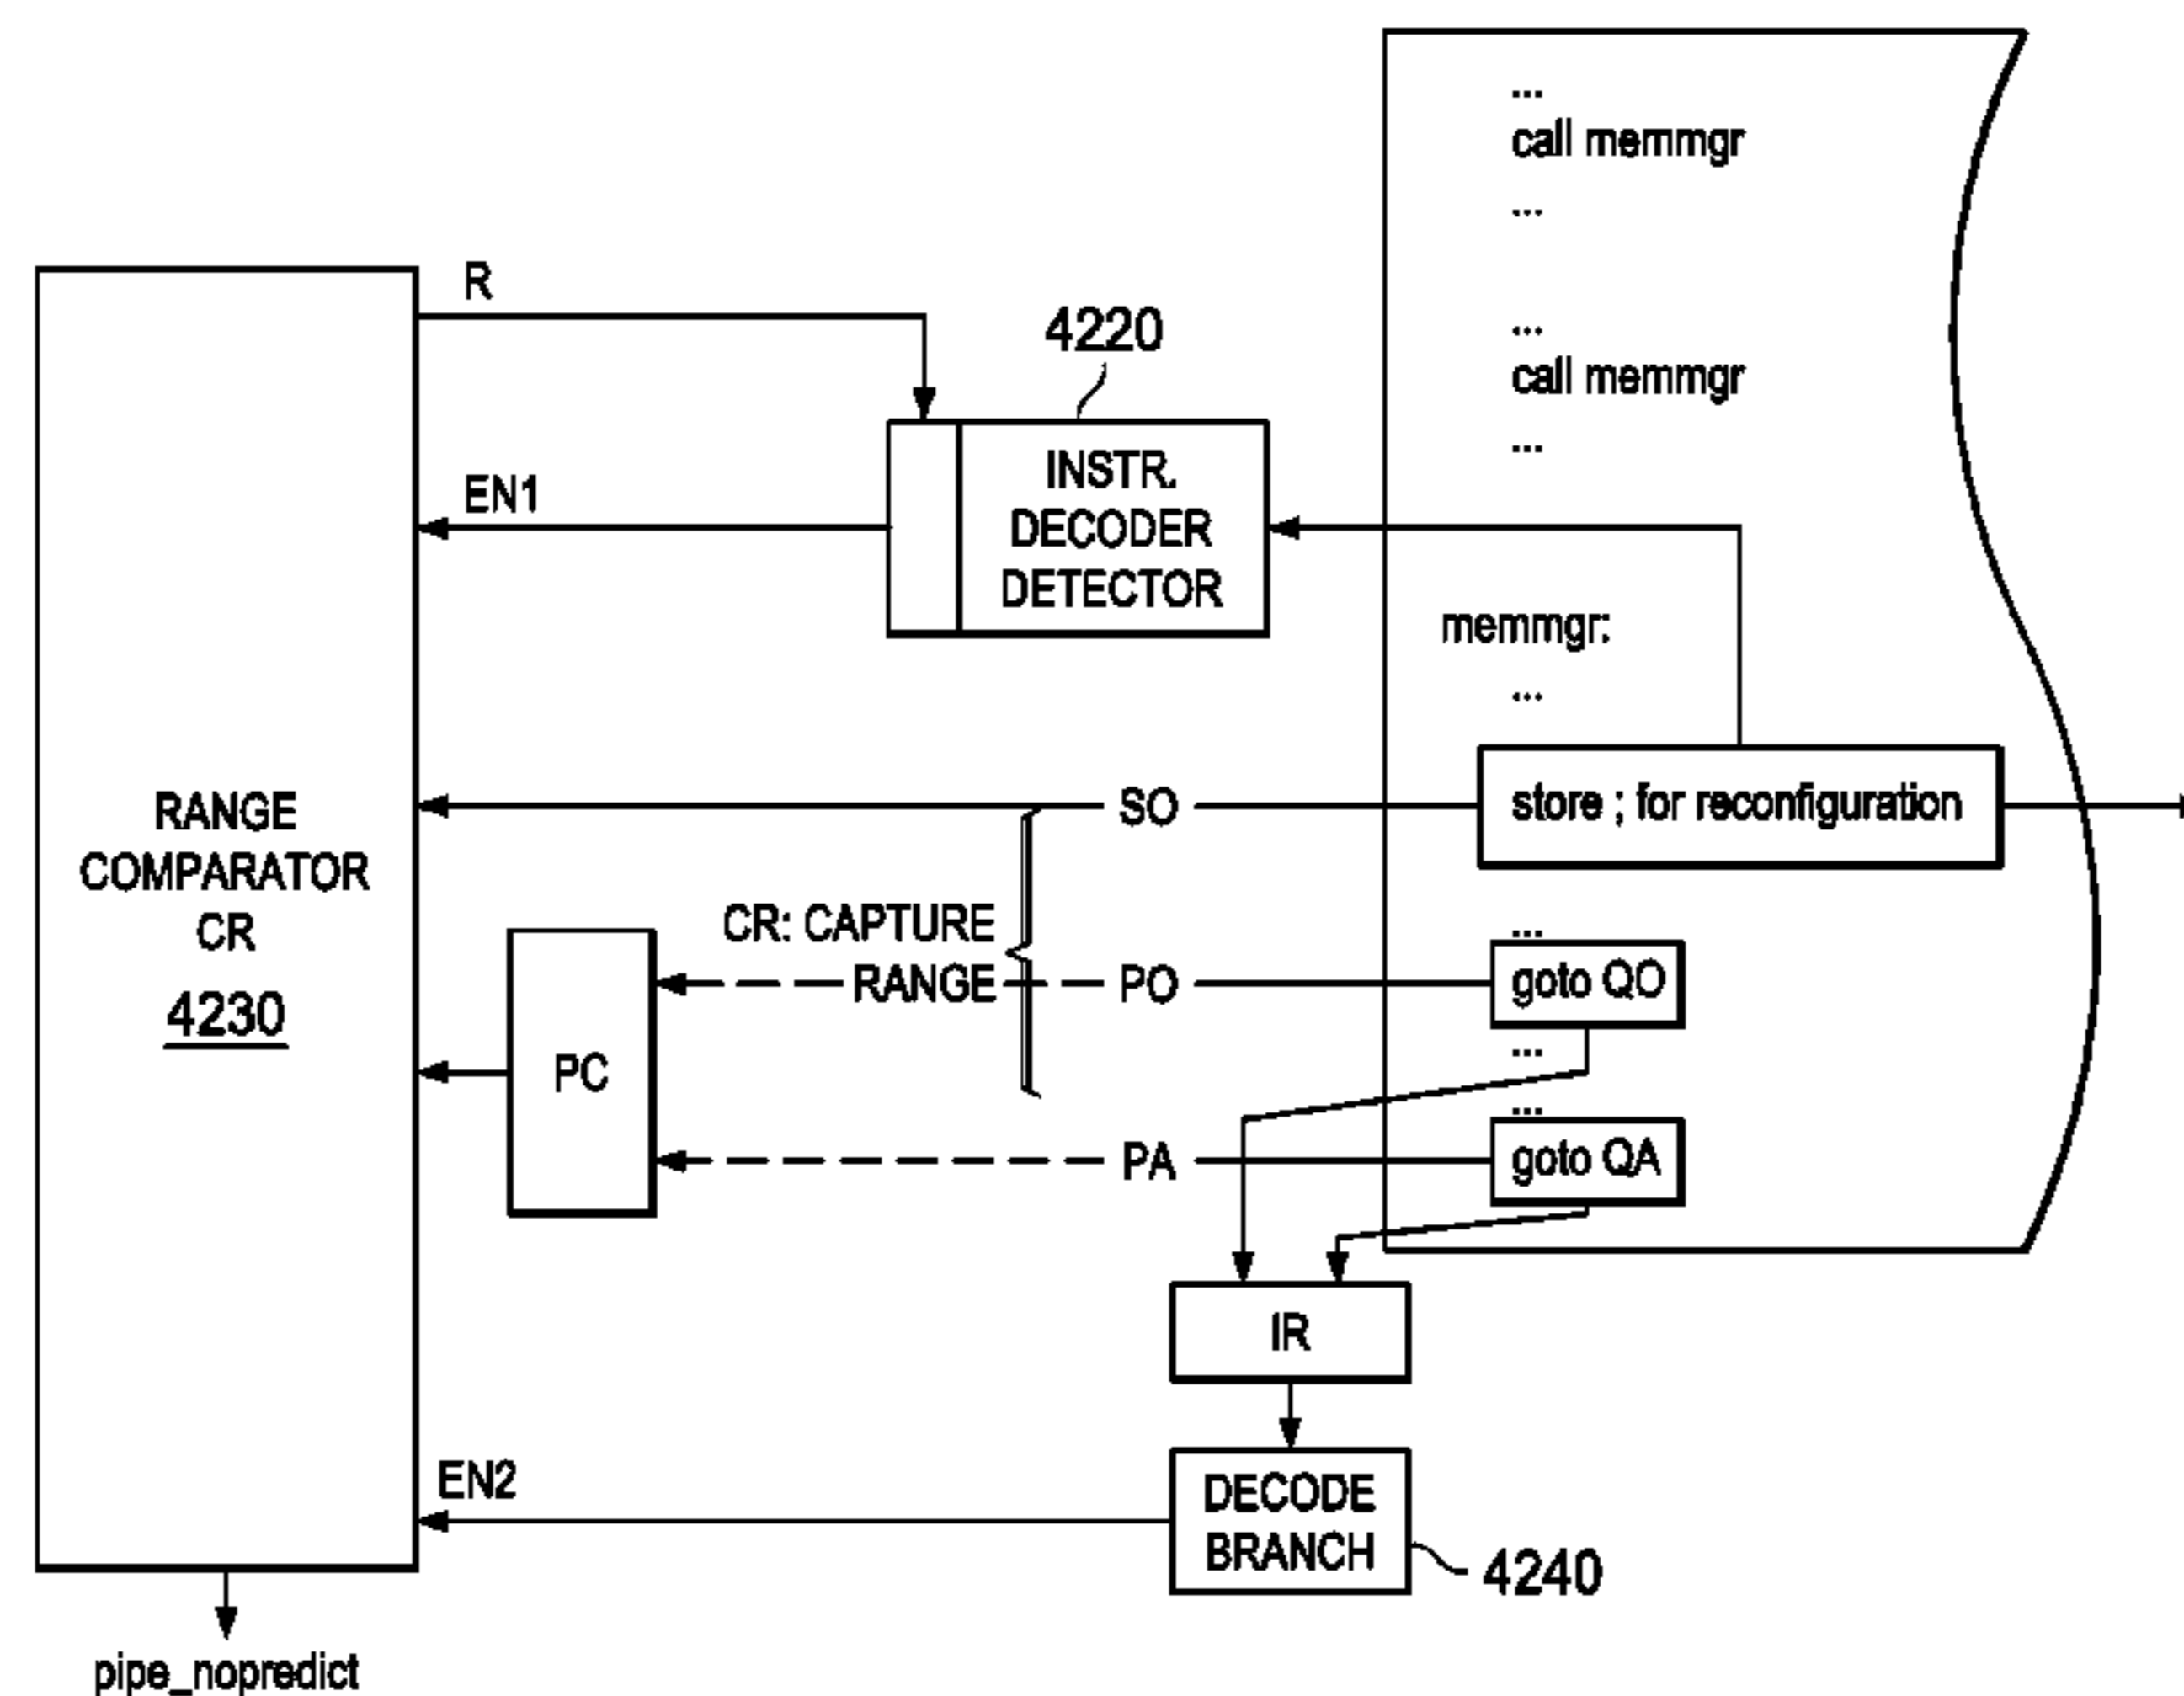 ...
call memmgr
...
...
call memmgr
...
R
4220
EN1
INSTR.
DECODER
DETECTOR
memmgr:
...
store ; for reconfiguration
SO
RANGE
COMPARATOR
CR
4230
CR: CAPTURE
RANGE
PO
...
goto QO
...
PC
PA
...
goto QA
IR
EN2
DECODE
BRANCH
4240
pipe_nopredict